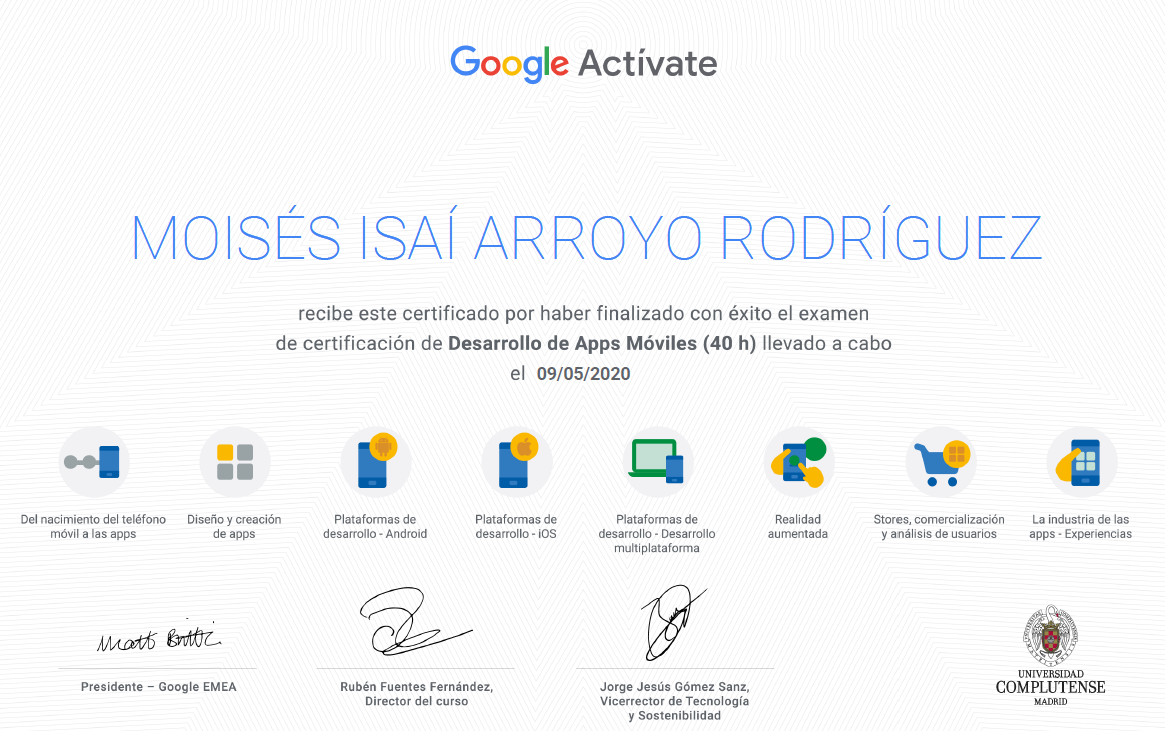 Google Actívate
MOISÉS ISAÍ ARROYO RODRÍGUEZ
recibe este certificado por haber finalizado con éxito el examen
de certificación de Desarrollo de Apps Móviles (40 h) llevado a cabo
el 09/05/2020
Del nacimiento del teléfono
móvil a las apps
Diseño y creación
de apps
Plataformas de
desarrollo - Android
Plataformas de
desarrollo - iOS
Plataformas de
desarrollo - Desarrollo
multiplataforma
Realidad
aumentada
Stores, comercialización
y análisis de usuarios
La industria de las
apps - Experiencias
Presidente – Google EMEA
Rubén Fuentes Fernández,
Director del curso
Jorge Jesús Gómez Sanz,
Vicerrector de Tecnología
y Sostenibilidad
UNIVERSIDAD
COMPLUTENSE
MADRID